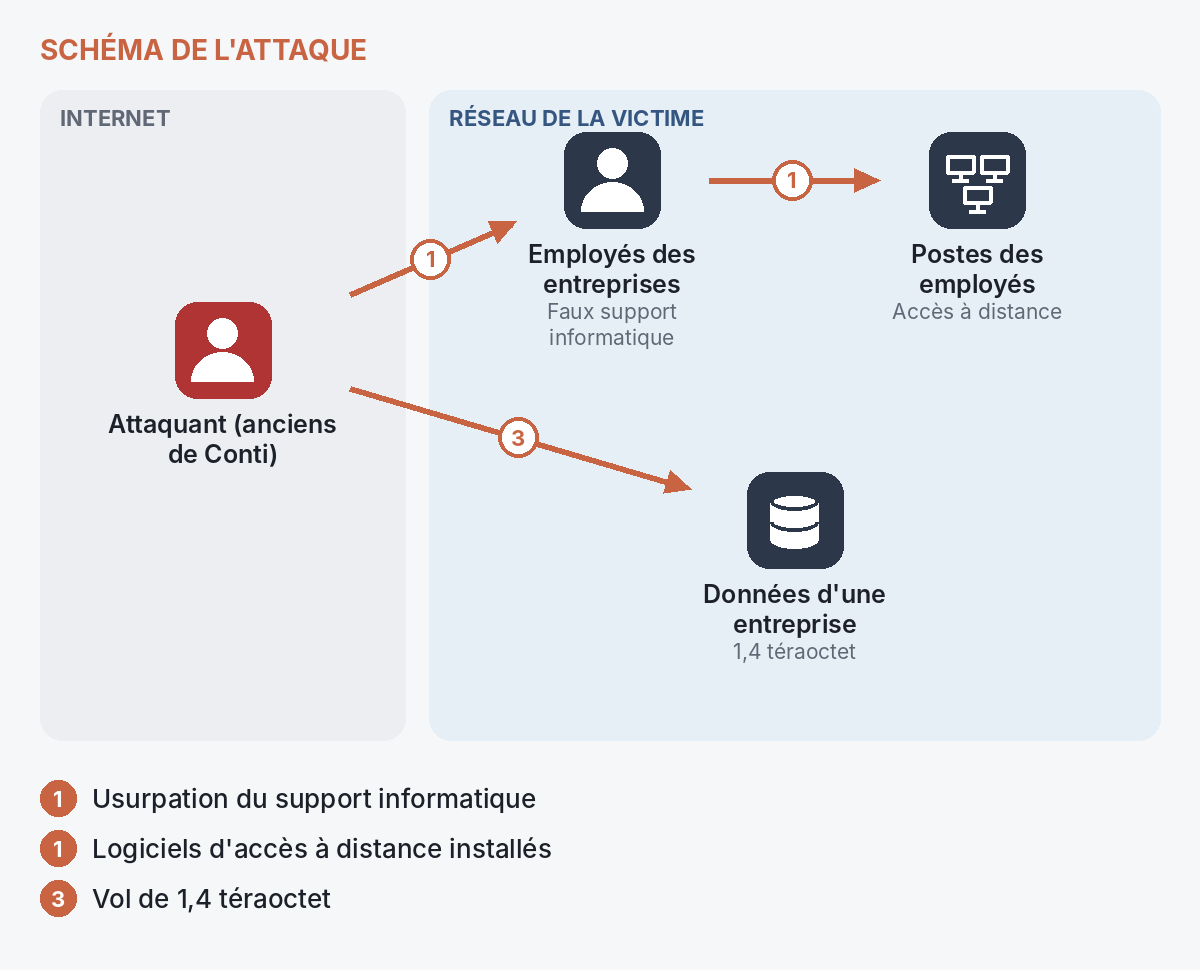 SCHÉMA DE L'ATTAQUE
INTERNET
RÉSEAU DE LA VICTIME
1
Employés des
entreprises
Faux support
informatique
1
Postes des
employés
Accès à distance
Attaquant (anciens
de Conti)
3
Données d'une
entreprise
1,4 téraoctet
1 Usurpation du support informatique
1 Logiciels d'accès à distance installés
3 Vol de 1,4 téraoctet